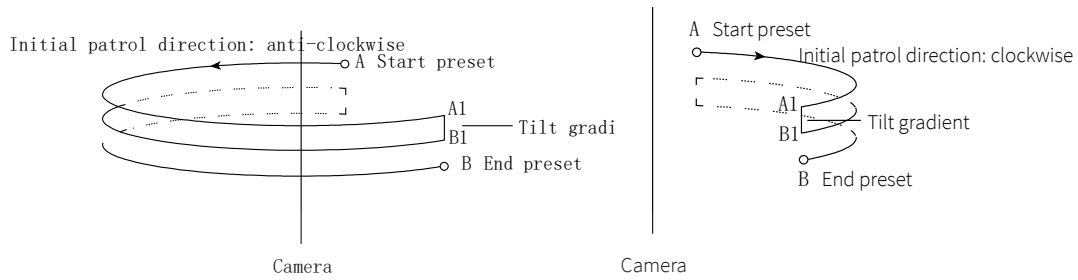 Initial patrol direction: anti-clockwise
A Start preset
A1
B1
Tilt gradi
B End preset
Camera
A Start preset
Initial patrol direction: clockwise
A1
Tilt gradient
B1
B End preset
Camera